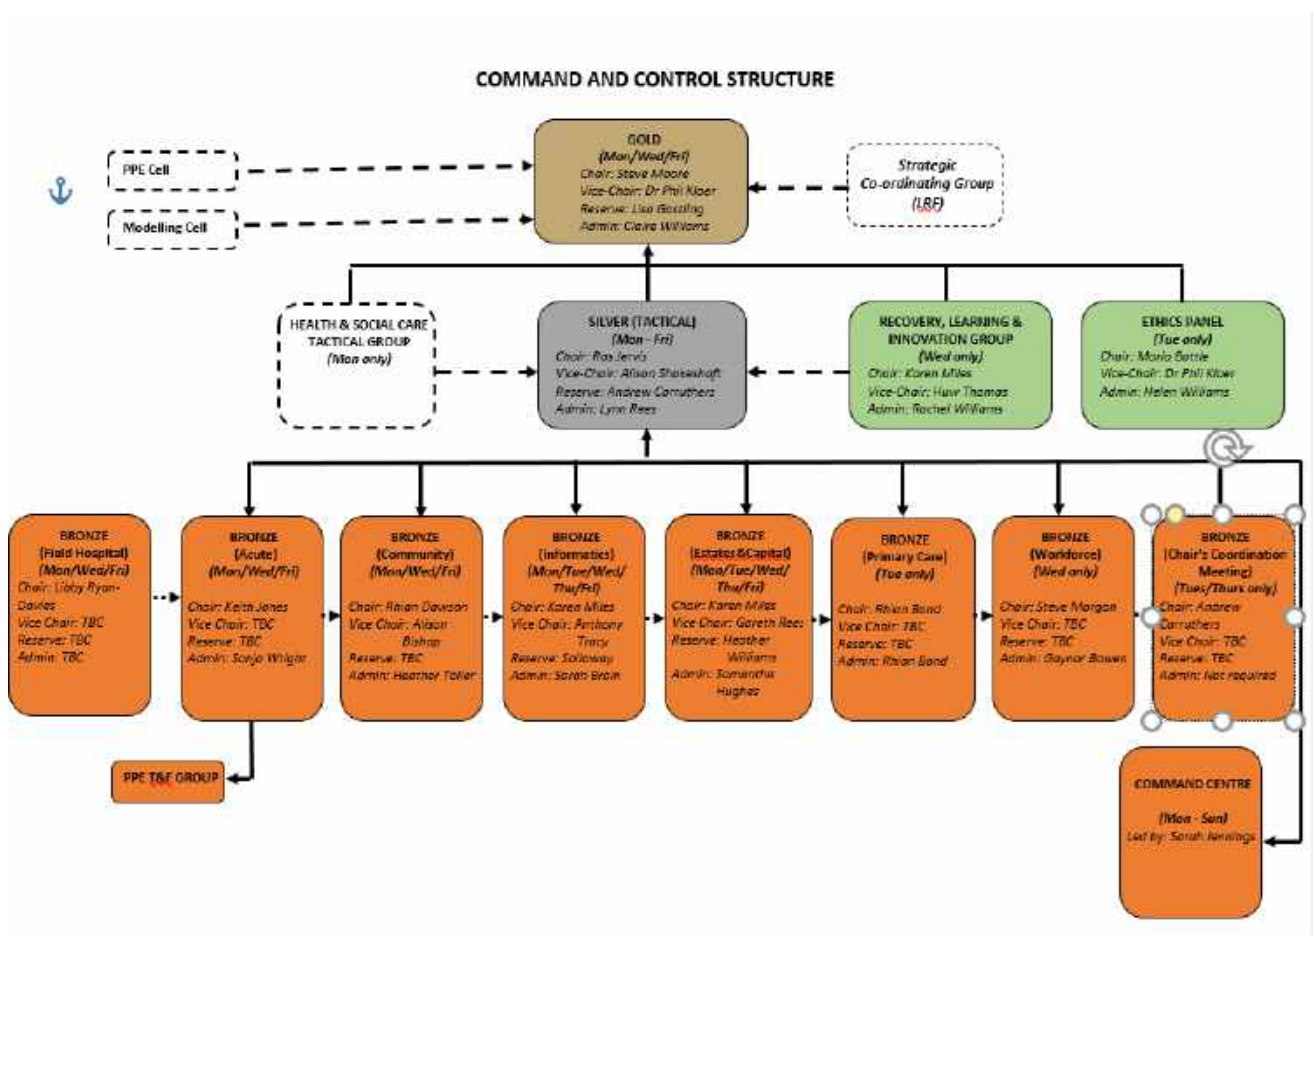 COMMAND AND CONTROL STRUCTURE
GOLD
(Mon/Wed/Fri)
Chair: Steve Moore
Vice-Chair: Dr Phil Kloer
Reserve: Lisa Gostling
Admin: Claire Williams
PPE Cell
Modelling Cell
Strategic
Co-ordinating Group
(LRF)
HEALTH & SOCIAL CARE
TACTICAL GROUP
(Mon only)
SILVER (TACTICAL)
(Mon - Fri)
Chair: Ros Jervis
Vice-Chair: Alison Shakeshaft
Reserve: Andrew Carruthers
Admin: Lynn Rees
RECOVERY, LEARNING &
INNOVATION GROUP
(Wed only)
Chair: Karen Miles
Vice-Chair: Huw Thomas
Admin: Rachel Williams
ETHICS PANEL
(Tue only)
Chair: Maria Battle
Vice-Chair: Dr Phil Kloer
Admin: Helen Williams
BRONZE
(Field Hospital)
(Mon/Wed/Fri)
Chair: Libby Ryan-
Davies
Vice Chair: TBC
Reserve: TBC
Admin: TBC
BRONZE
(Acute)
(Mon/Wed/Fri)
Chair: Keith Jones
Vice Chair: TBC
Reserve: TBC
Admin: Sonja Wright
BRONZE
(Community)
(Mon/Wed/Fri)
Chair: Rhian Dawson
Vice Chair: Alison
Bishop
Reserve: TBC
Admin: Heather
BRONZE
(Informatics)
(Mon/Tue/Wed/
Thu/Fri)
Chair: Karen Miles
Vice Chair: Anthony
Tracy
Reserve: Solloway
Admin: Sarah Brain
BRONZE
(Estates&Capital)
(Mon/Tue/Wed/
Thu/Fri)
Chair: Karen Miles
Vice Chair: Gareth Rees
Reserve: Heather
Williams
Admin: Samantha
Hughes
BRONZE
(Primary Care)
(Tue only)
Chair: Rhian Bond
Vice Chair: TBC
Reserve: TBC
Admin: Rhian Bond
BRONZE
(Workforce)
(Wed only)
Chair: Steve Morgan
Vice Chair: TBC
Reserve: TBC
Admin: Gaynor Bowen
BRONZE
(Chair's Coordination
Meeting)
(Tues/Thurs only)
Chair: Andrew
Carruthers
Vice Chair: TBC
Reserve: TBC
Admin: Not required
PPE T&F GROUP
COMMAND CENTRE
(Mon - Sun)
Led by: Sarah Jennings